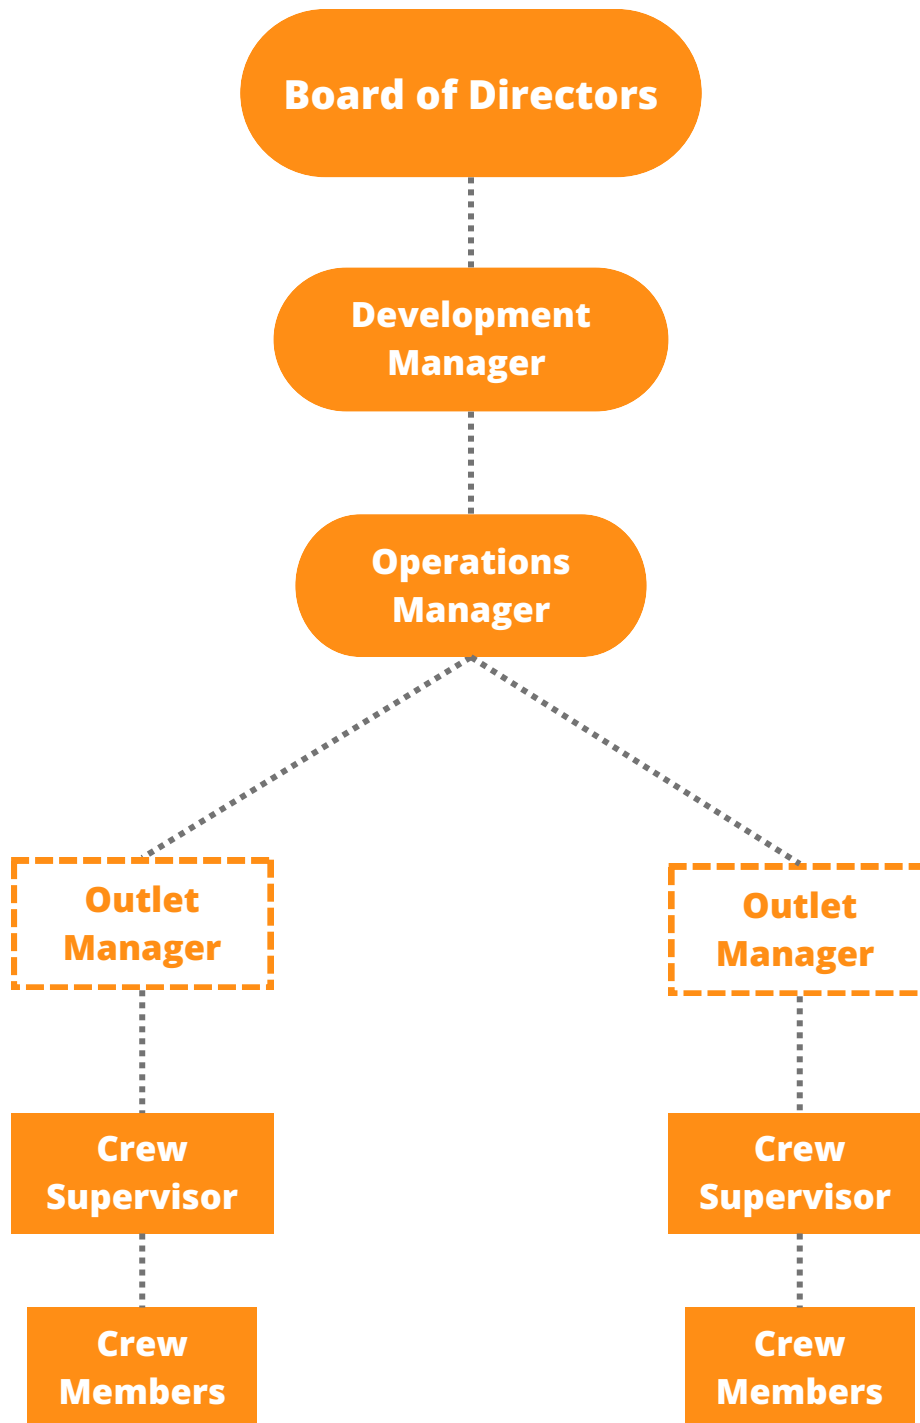 Board of Directors
Development
Manager
Operations
Manager
Outlet
Manager
Outlet
Manager
Crew
Supervisor
Crew
Supervisor
Crew
Members
Crew
Members